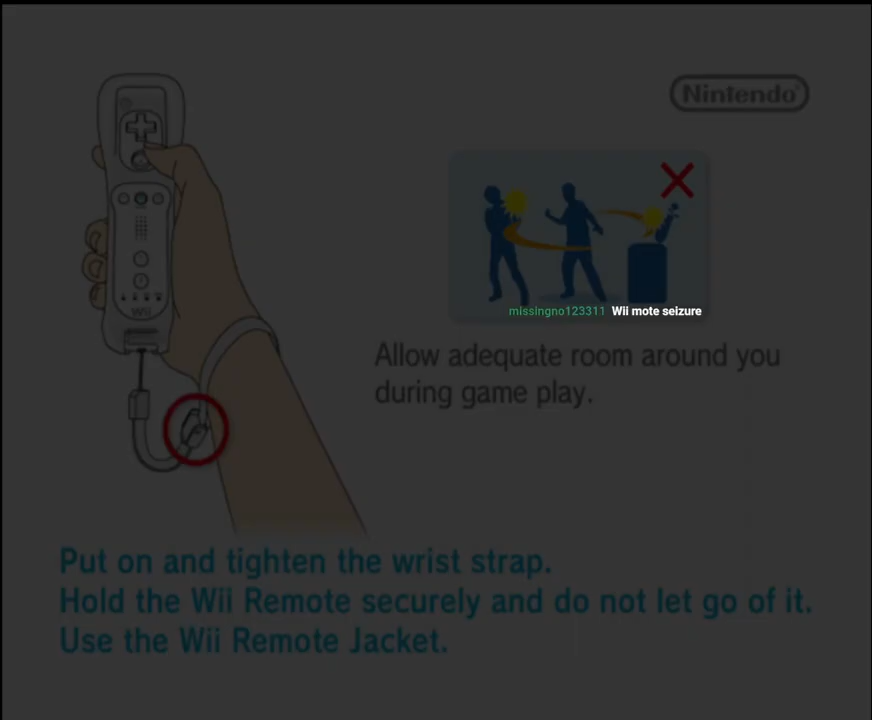 Nintendo
missingno123311 Wii mote seizure
Allow adequate room around you
during game play.
Wii
Put on and tighten the wrist strap.
Hold the Wii Remote securely and do not let go of it.
Use the Wii Remote Jacket.